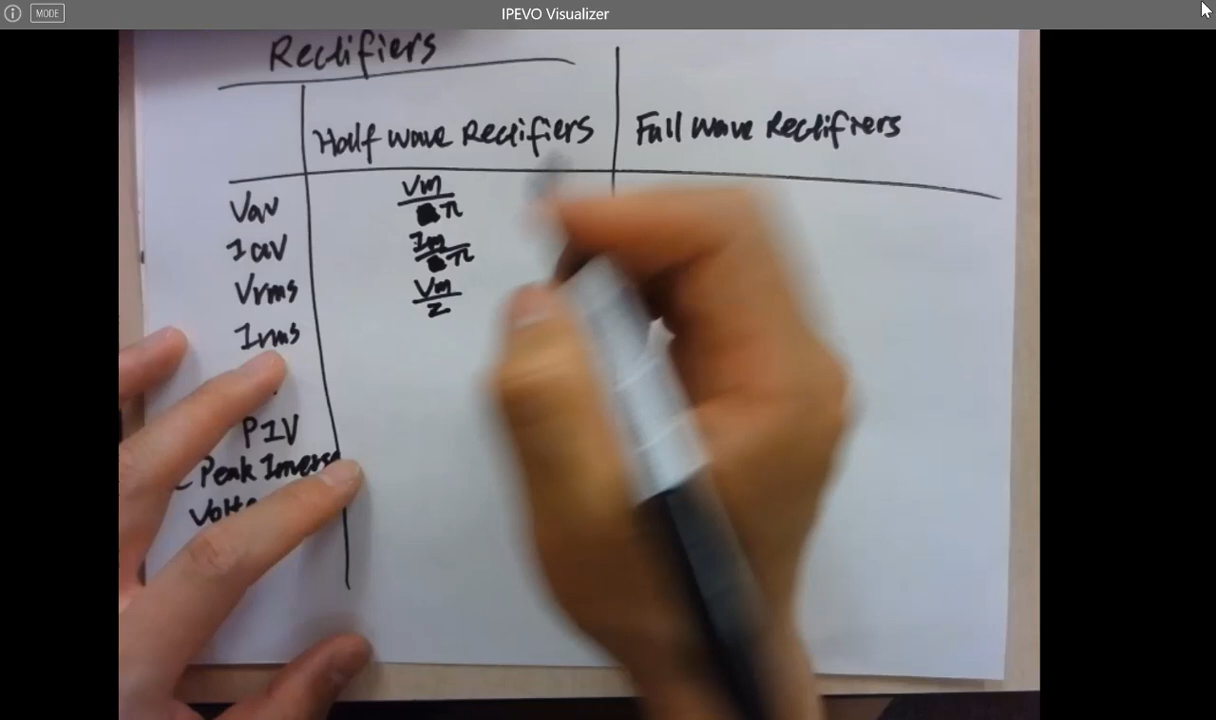 MODE
IPEVO Visualizer
Rectifiers
Half Wave Rectifiers
Full Wave Rectifiers
Vav
Vm
π
Iav
Im
π
Vrms
Vm
2
Irms
PIV
Peak Inverse